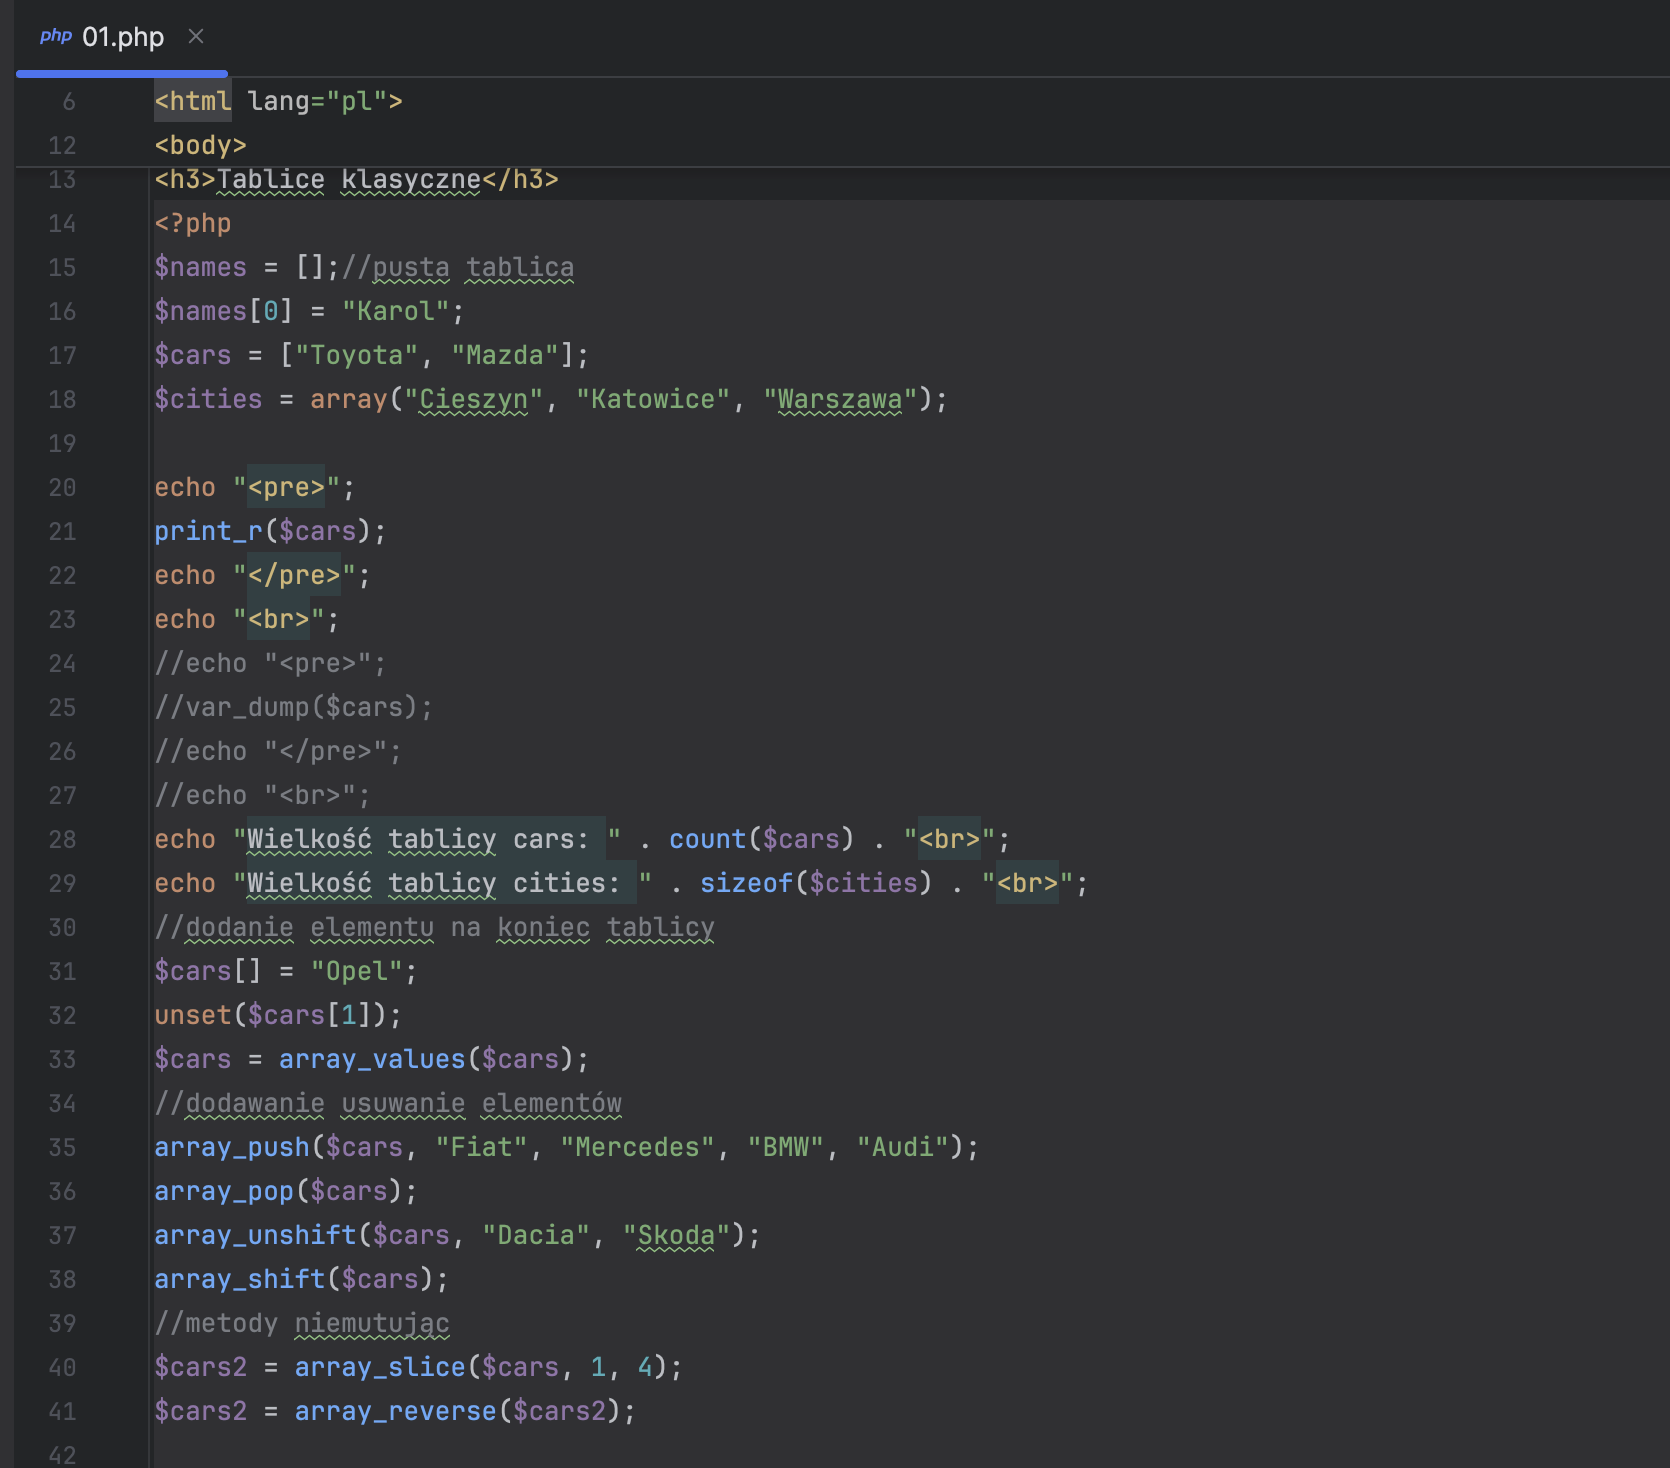 php 01.php ×
6 <html lang="pl">
12 <body>
13 <h3>Tablice klasyczne</h3>
14 <?php
15 $names = [];//pusta tablica
16 $names[0] = "Karol";
17 $cars = ["Toyota", "Mazda"];
18 $cities = array("Cieszyn", "Katowice", "Warszawa");
19
20 echo "<pre>";
21 print_r($cars);
22 echo "</pre>";
23 echo "<br>";
24 //echo "<pre>";
25 //var_dump($cars);
26 //echo "</pre>";
27 //echo "<br>";
28 echo "Wielkość tablicy cars: " . count($cars) . "<br>";
29 echo "Wielkość tablicy cities: " . sizeof($cities) . "<br>";
30 //dodanie elementu na koniec tablicy
31 $cars[] = "Opel";
32 unset($cars[1]);
33 $cars = array_values($cars);
34 //dodawanie usuwanie elementów
35 array_push($cars, "Fiat", "Mercedes", "BMW", "Audi");
36 array_pop($cars);
37 array_unshift($cars, "Dacia", "Skoda");
38 array_shift($cars);
39 //metody niemutując
40 $cars2 = array_slice($cars, 1, 4);
41 $cars2 = array_reverse($cars2);
42